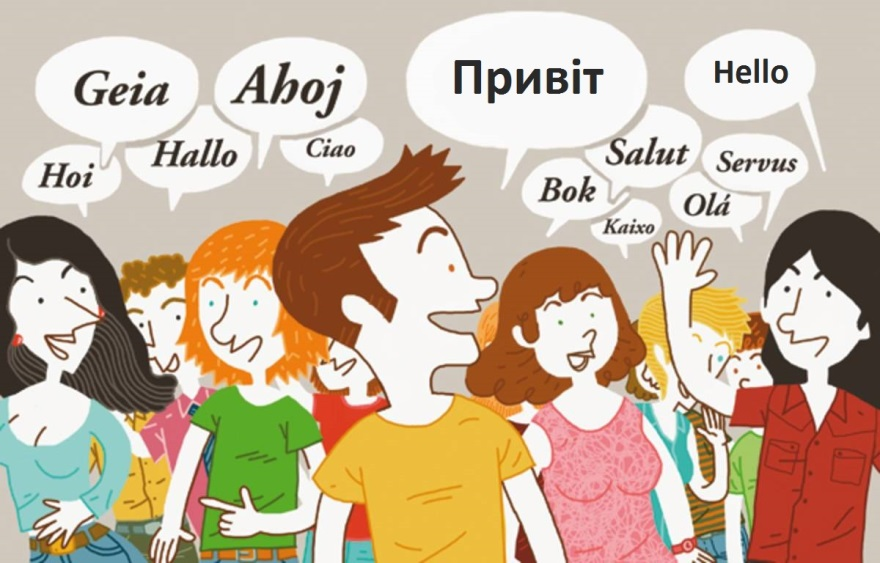 Geia
Ahoj
Привіт
Hello
Hoi
Hallo
Ciao
Bok
Salut
Servus
Kaixo
Olá